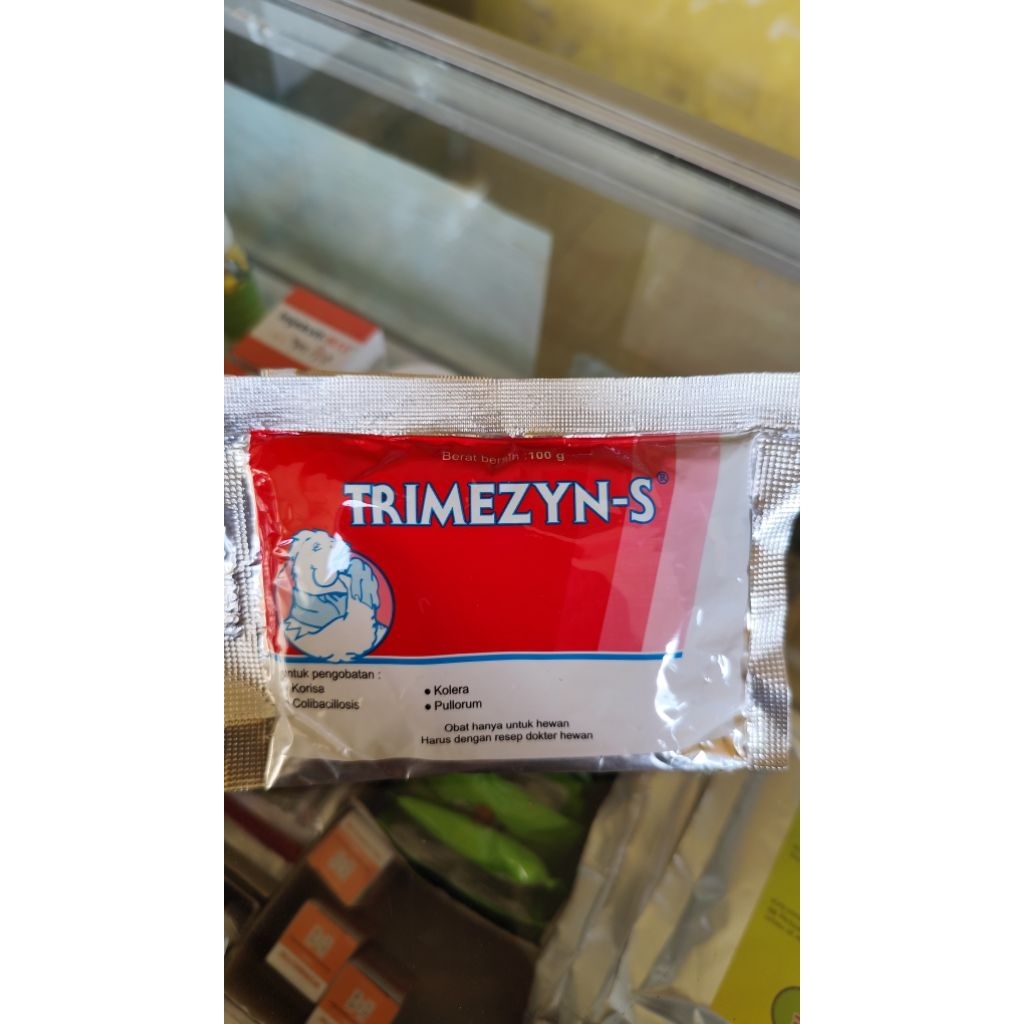 Berat bersih :100 g
TRIMEZYN-S®
untuk pengobatan :
Korisa
Colibacillosis
● Kolera
● Pullorum
Obat hanya untuk hewan
Harus dengan resep dokter hewan